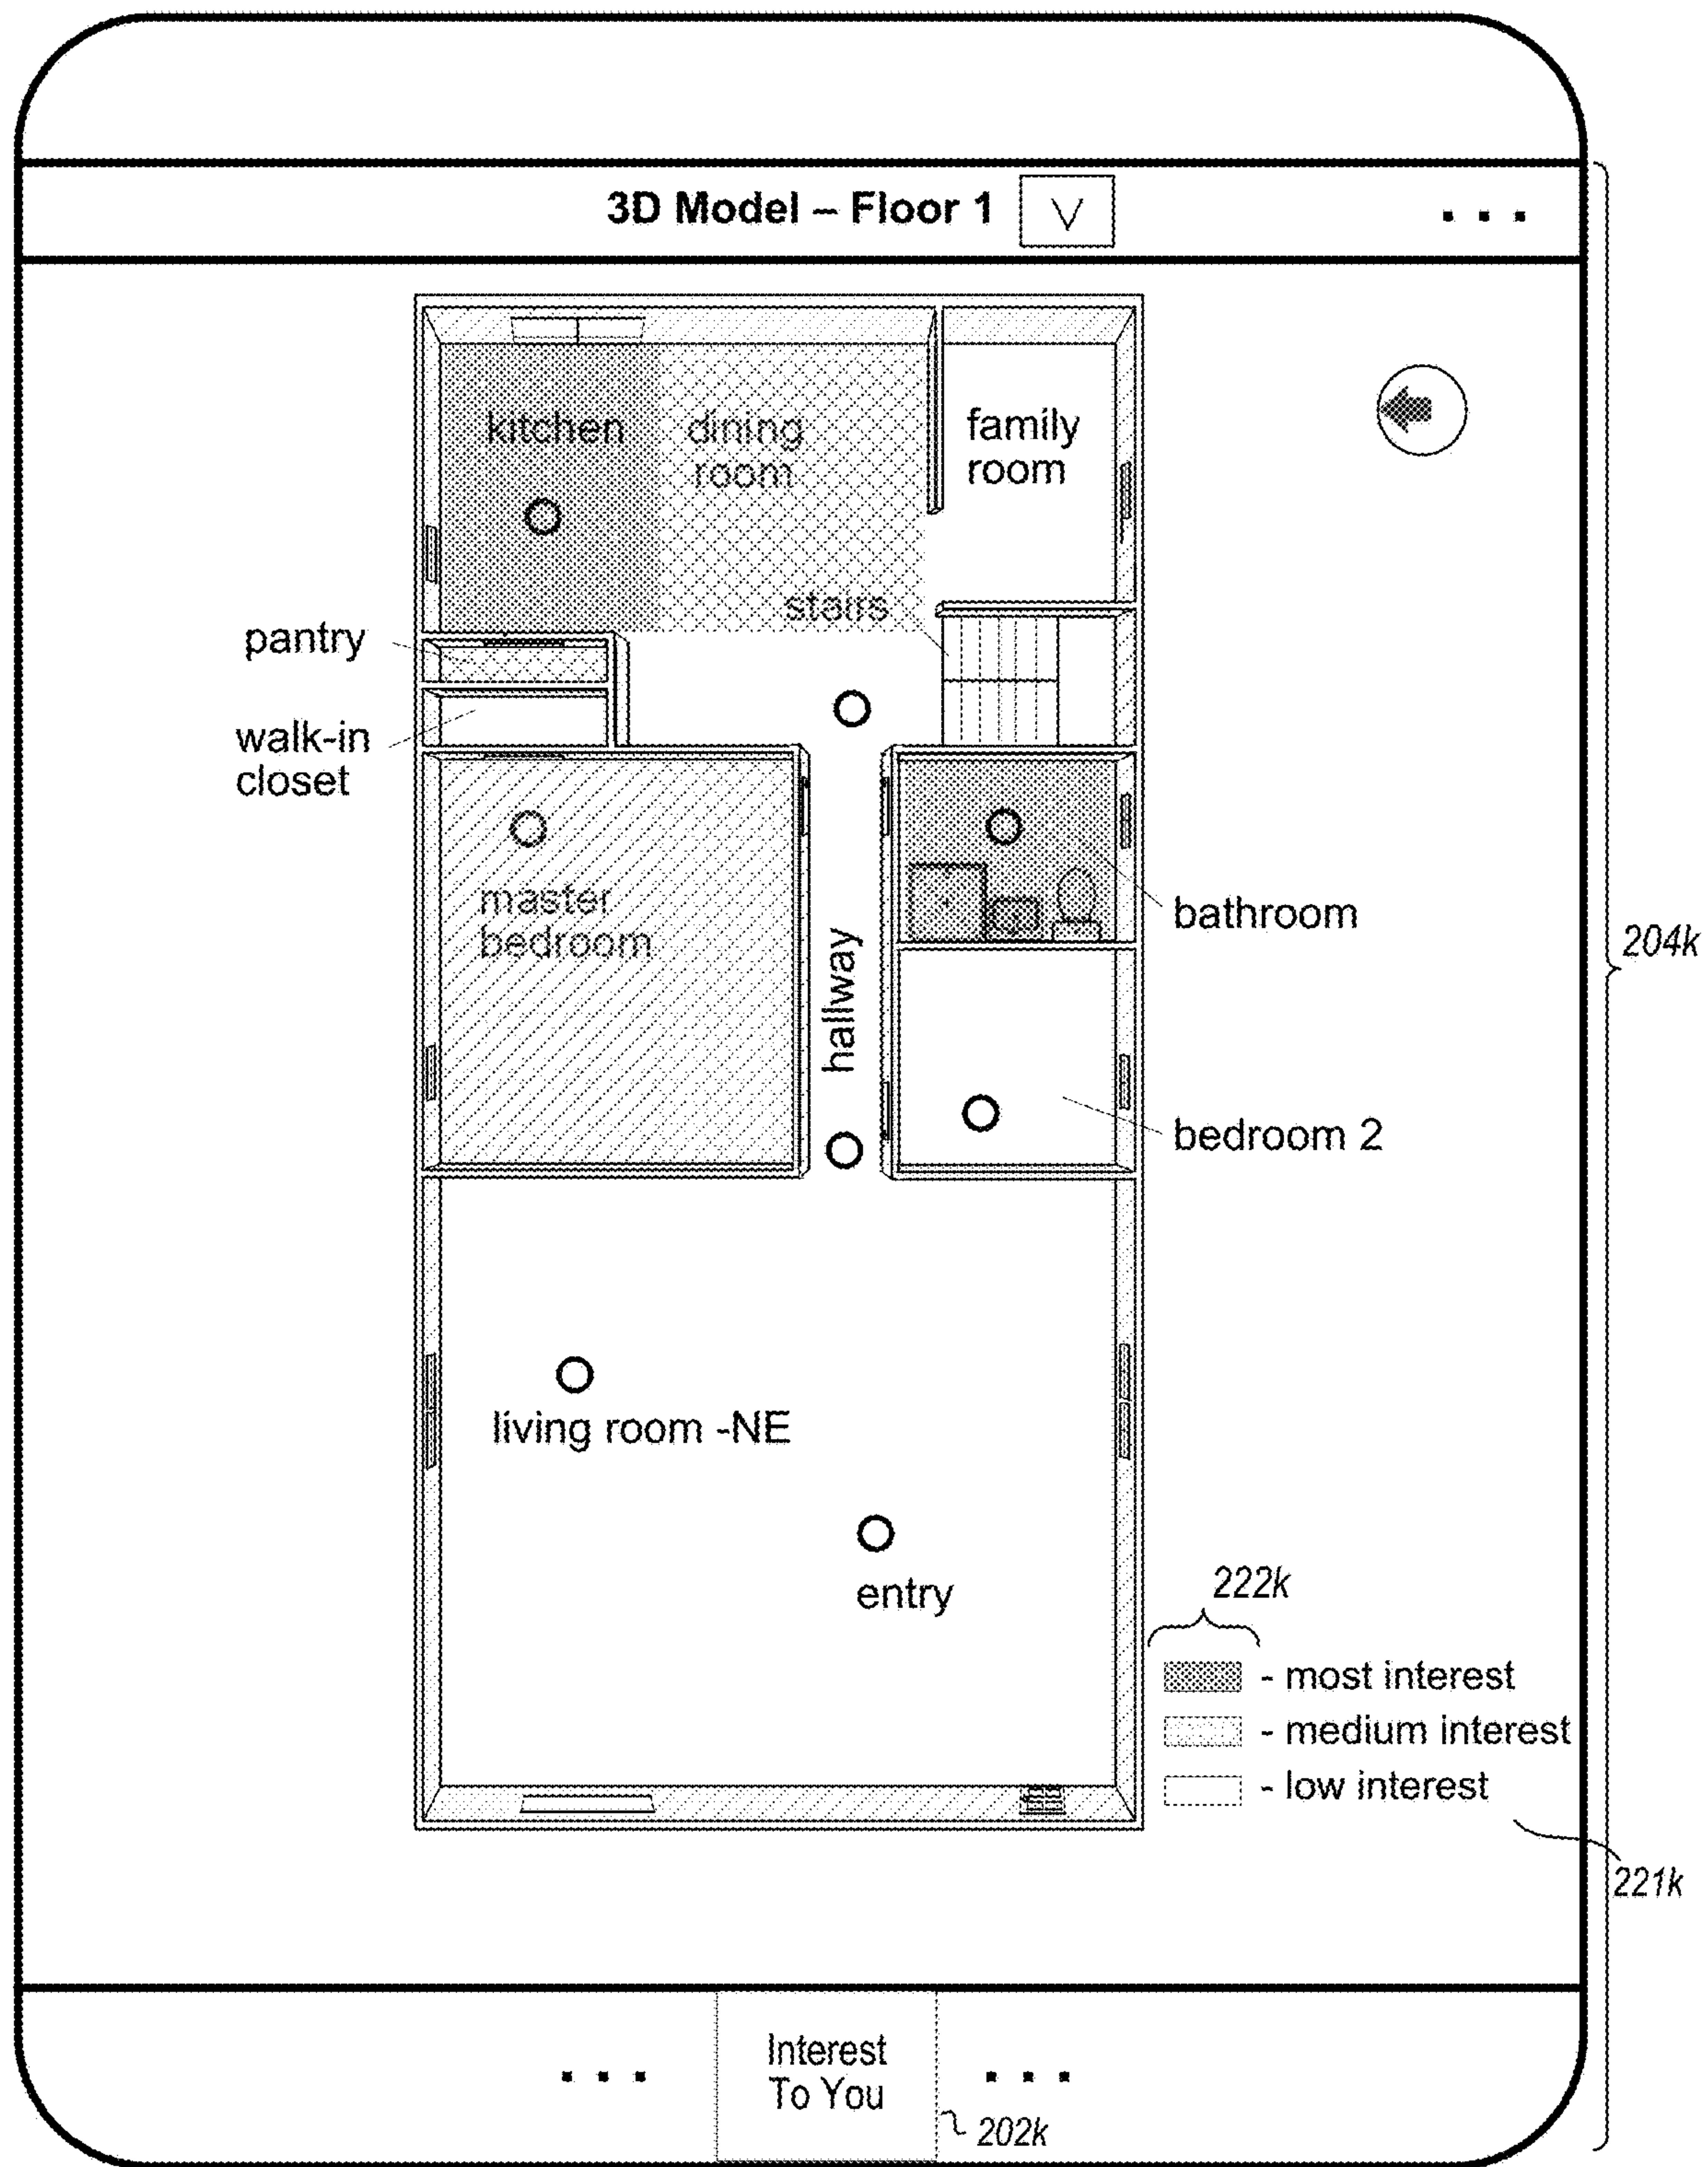 3D Model – Floor 1
V
...
kitchen
dining
room
family
room
stairs
pantry
walk-in
closet
master
bedroom
hallway
bathroom
204k
bedroom 2
living room -NE
entry
222k
- most interest
- medium interest
- low interest
221k
...
Interest
To You
...
202k